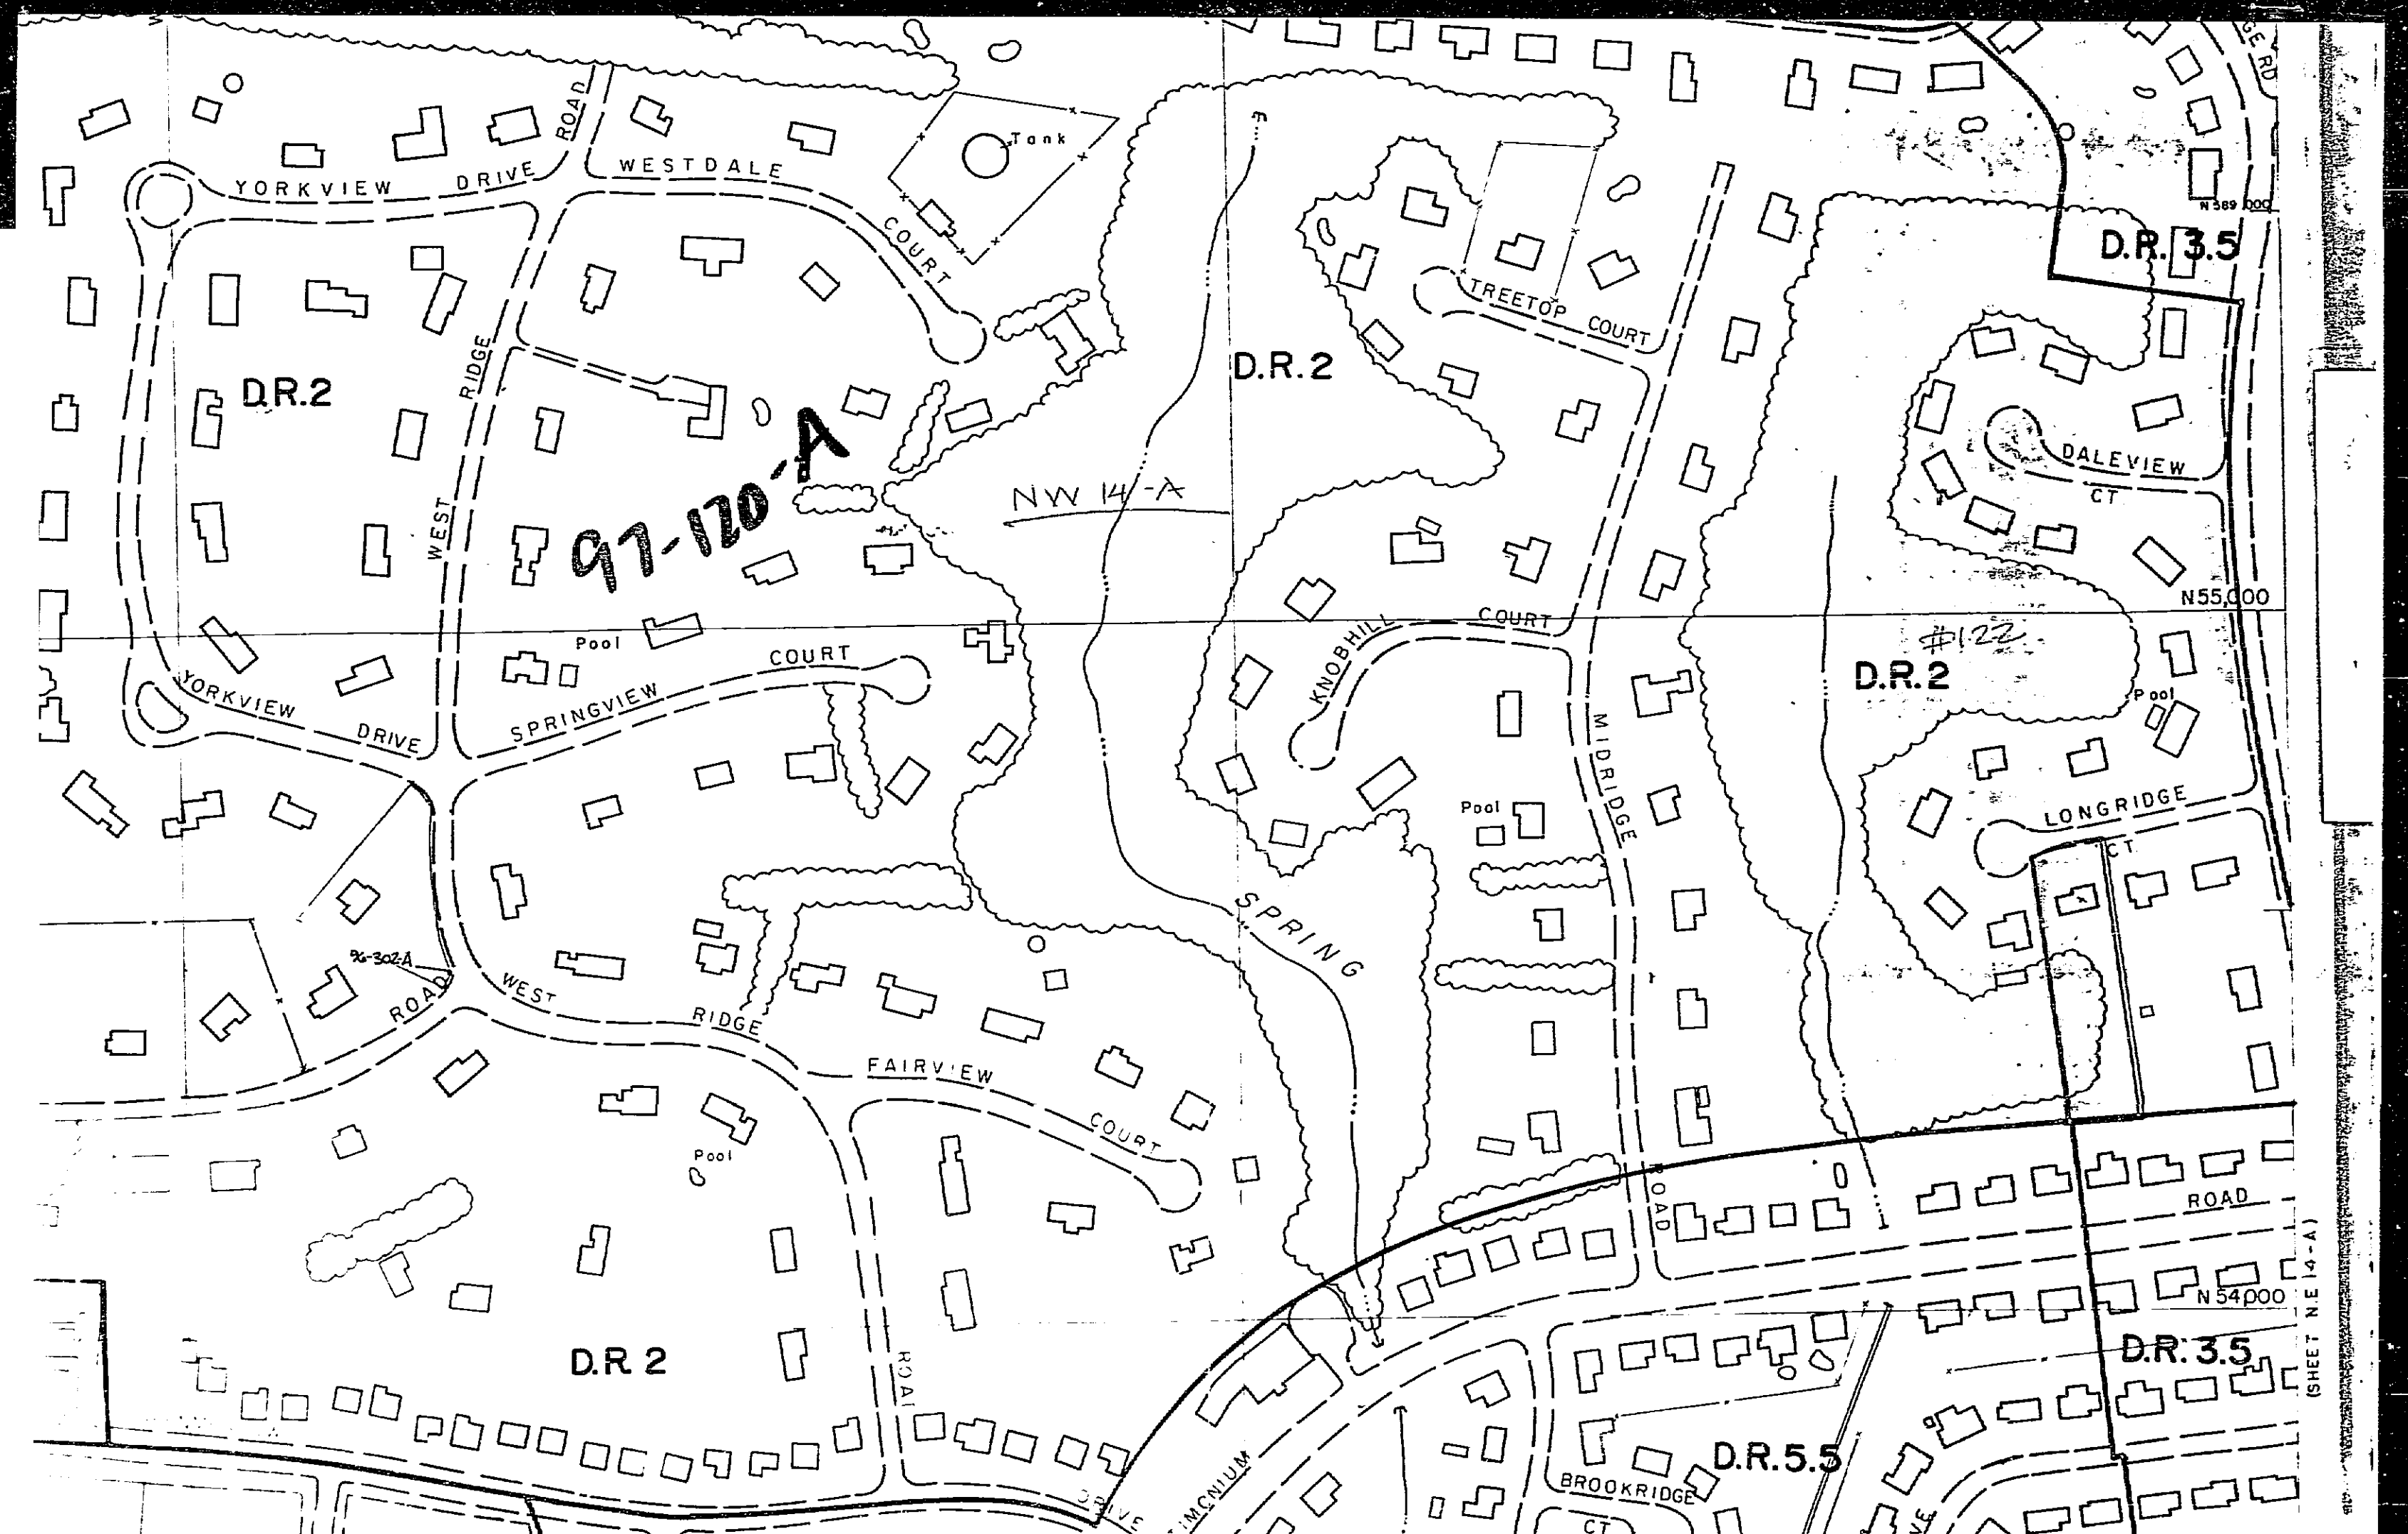 GE RD
ROAD
Tank
WESTDALE
COURT
YORKVIEW DRIVE
N 589 000
D.R. 3.5
TREETOP COURT
D.R.2
D.R.2
RIDGE
WEST
97-120-A
NW 14-A
DALEVIEW
CT
N55,000
#122
D.R.2
COURT
KNOBHILL
Pool
COURT
SPRINGVIEW
YORKVIEW
DRIVE
Pool
MIDRIDGE
Pool
LONGRIDGE
CT
SPRING
96-302-A
ROAD
WEST
RIDGE
FAIRVIEW
COURT
Pool
ROAD
ROAD
(SHEET N.E 14-A)
N 54,000
D.R. 3.5
D.R 2
D.R.5.5
BROOKRIDGE
CT
DRIVE